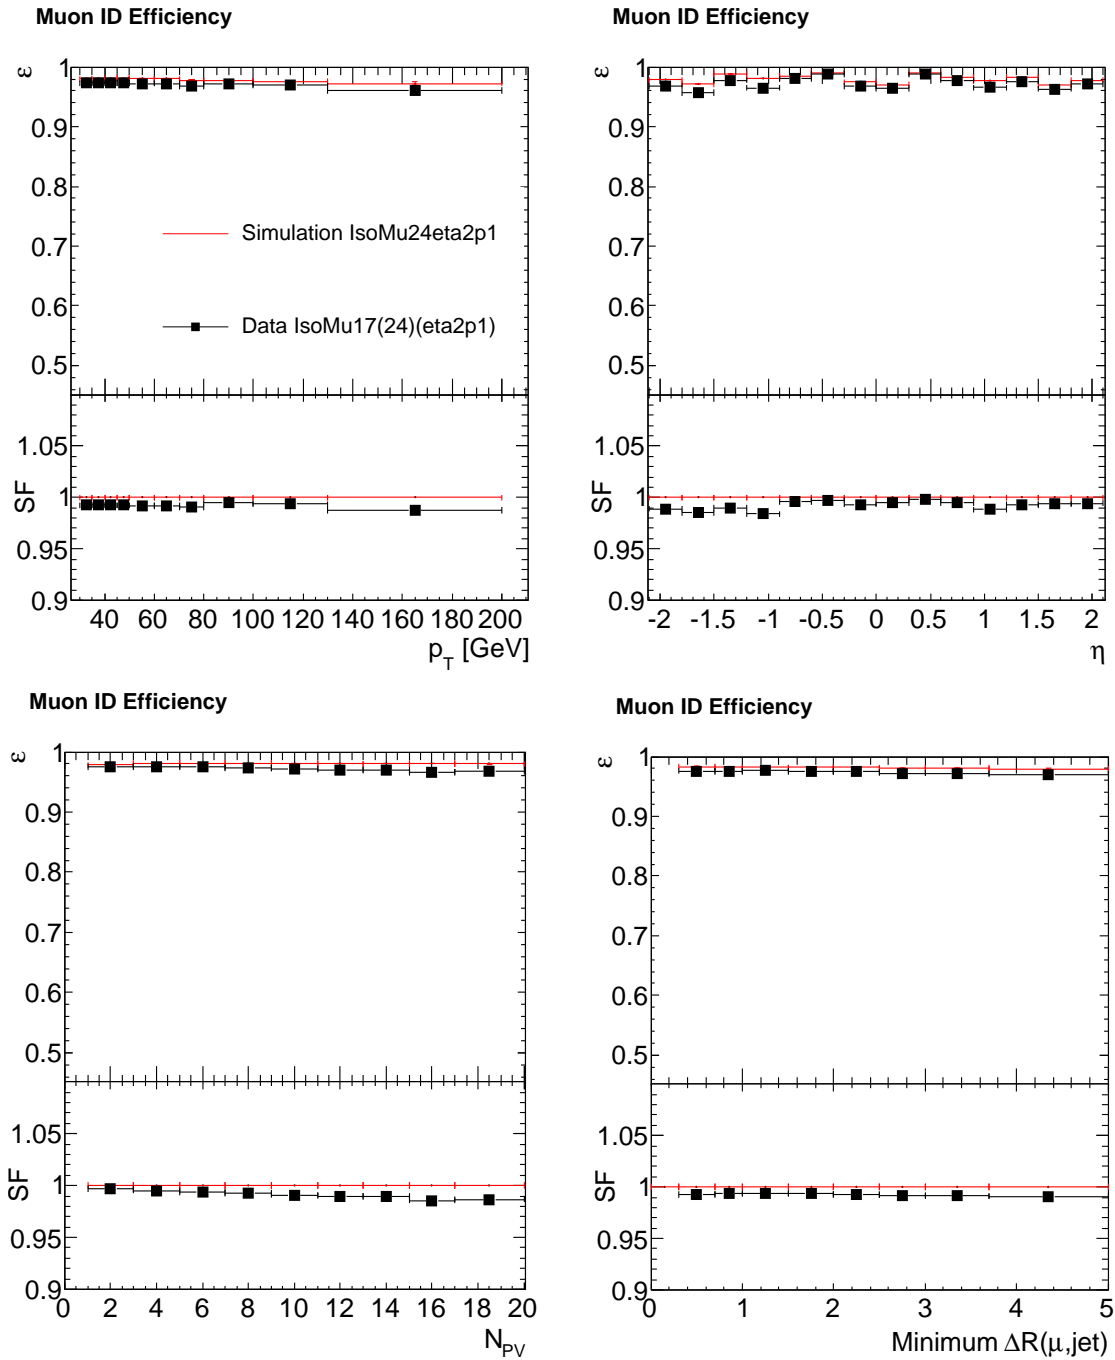 Muon ID Efficiency
ε
1
0.9
0.8
0.7
0.6
0.5
Simulation IsoMu24eta2p1
Data IsoMu17(24)(eta2p1)
SF
1.05
1
0.95
0.9
40 60 80 100 120 140 160 180 200
p_T [GeV]
Muon ID Efficiency
ε
1
0.9
0.8
0.7
0.6
0.5
SF
1.05
1
0.95
0.9
-2 -1.5 -1 -0.5 0 0.5 1 1.5 2
η
Muon ID Efficiency
ε
1
0.9
0.8
0.7
0.6
0.5
SF
1.05
1
0.95
0.9
0 2 4 6 8 10 12 14 16 18 20
N_PV
Muon ID Efficiency
ε
1
0.9
0.8
0.7
0.6
0.5
SF
1.05
1
0.95
0.9
0 1 2 3 4 5
Minimum ΔR(μ,jet)